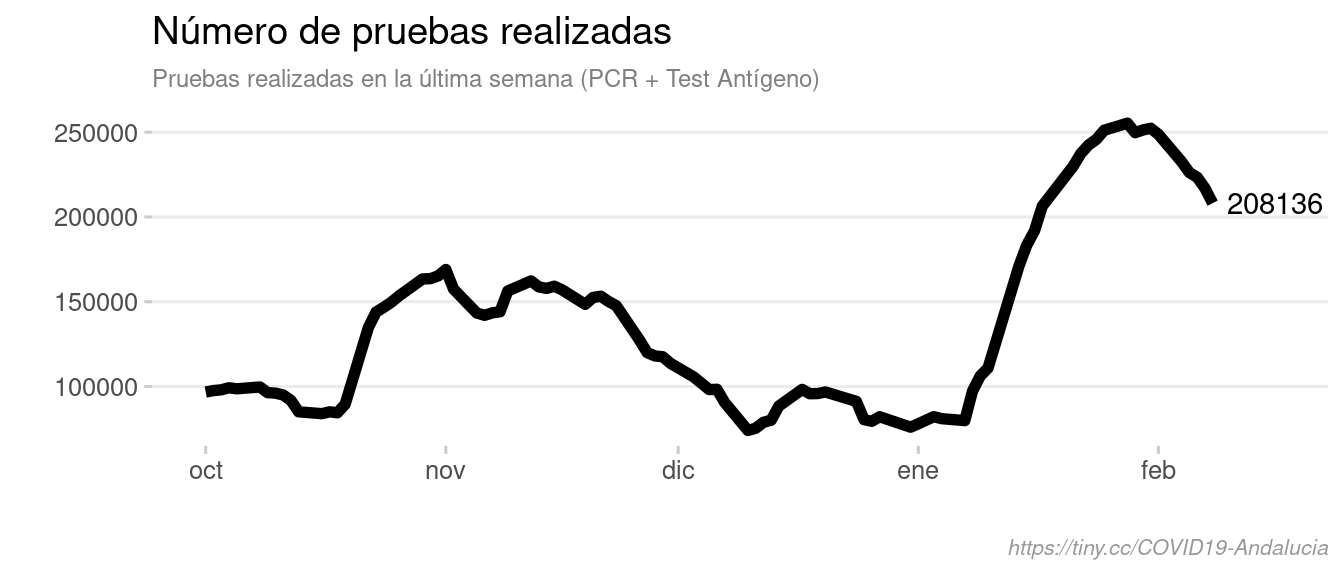 Número de pruebas realizadas
Pruebas realizadas en la última semana (PCR + Test Antígeno)
250000
200000
150000
100000
208136
oct nov dic ene feb
https://tiny.cc/COVID19-Andalucia